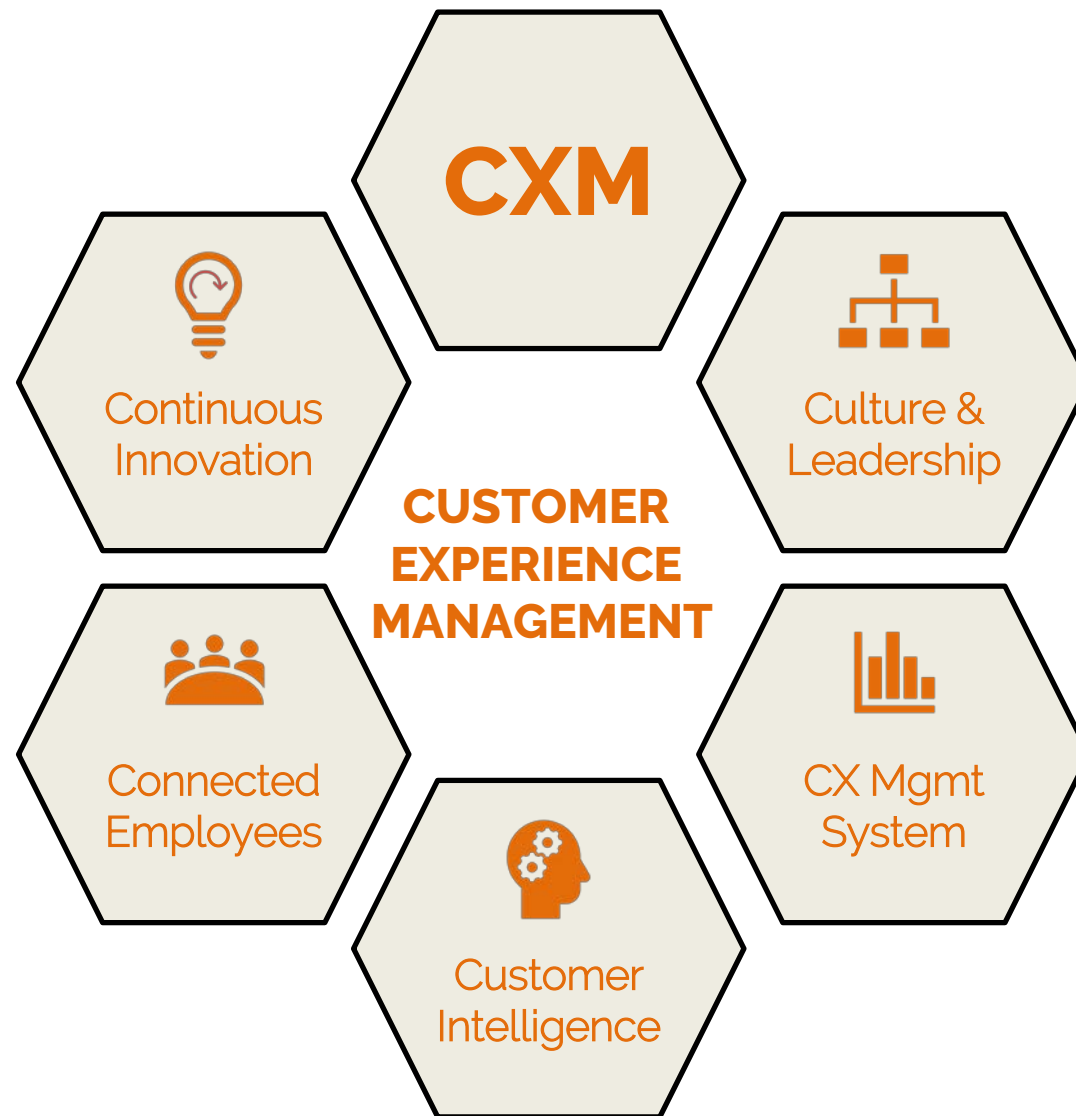 CXM
Culture &
Leadership
CX Mgmt
System
Customer
Intelligence
Connected
Employees
Continuous
Innovation
CUSTOMER
EXPERIENCE
MANAGEMENT